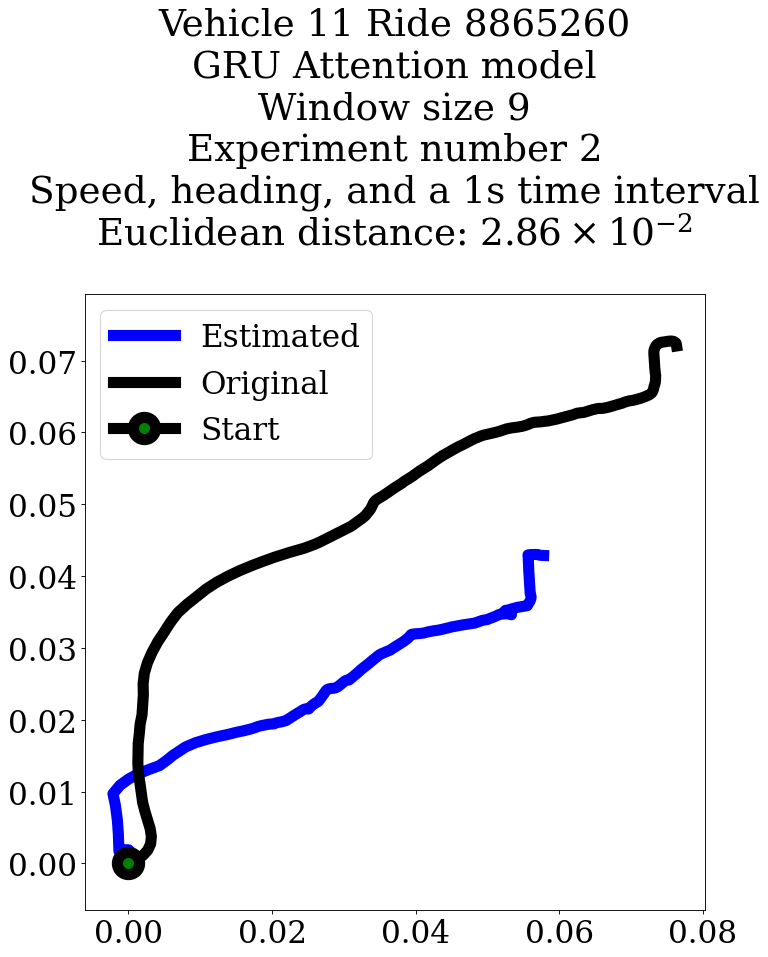 Vehicle 11 Ride 8865260
GRU Attention model
Window size 9
Experiment number 2
Speed, heading, and a 1s time interval
Euclidean distance: 2.86 × 10⁻²
Estimated
Original
Start
0.07
0.06
0.05
0.04
0.03
0.02
0.01
0.00
0.00 0.02 0.04 0.06 0.08